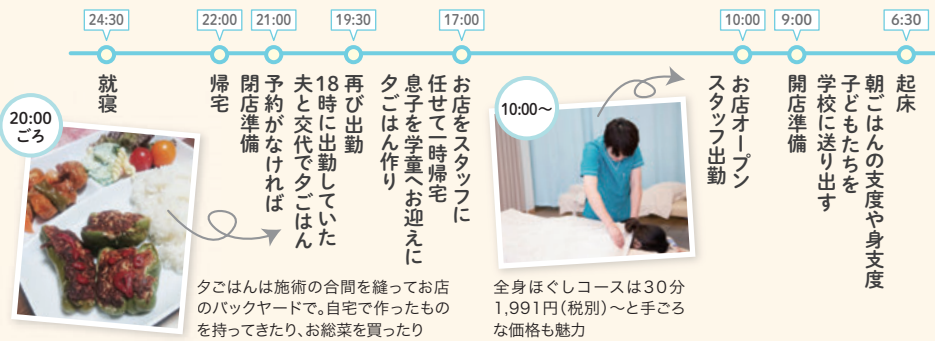 6:30
起床
朝ごはんの支度や身支度
子どもたちを
学校に送り出す
9:00
開店準備
10:00
お店オープン
スタッフ出勤
10:00〜
全身ほぐしコースは30分
1,991円(税別)〜と手ごろ
な価格も魅力
17:00
お店をスタッフに
任せて一時帰宅
息子を学童へお迎えに
夕ごはん作り
19:30
再び出勤
18時に出勤していた
夫と交代で夕ごはん
20:00
ごろ
夕ごはんは施術の合間を縫ってお店
のバックヤードで。自宅で作ったもの
を持ってきたり、お総菜を買ったり
21:00
予約がなければ
閉店準備
22:00
帰宅
24:30
就寝